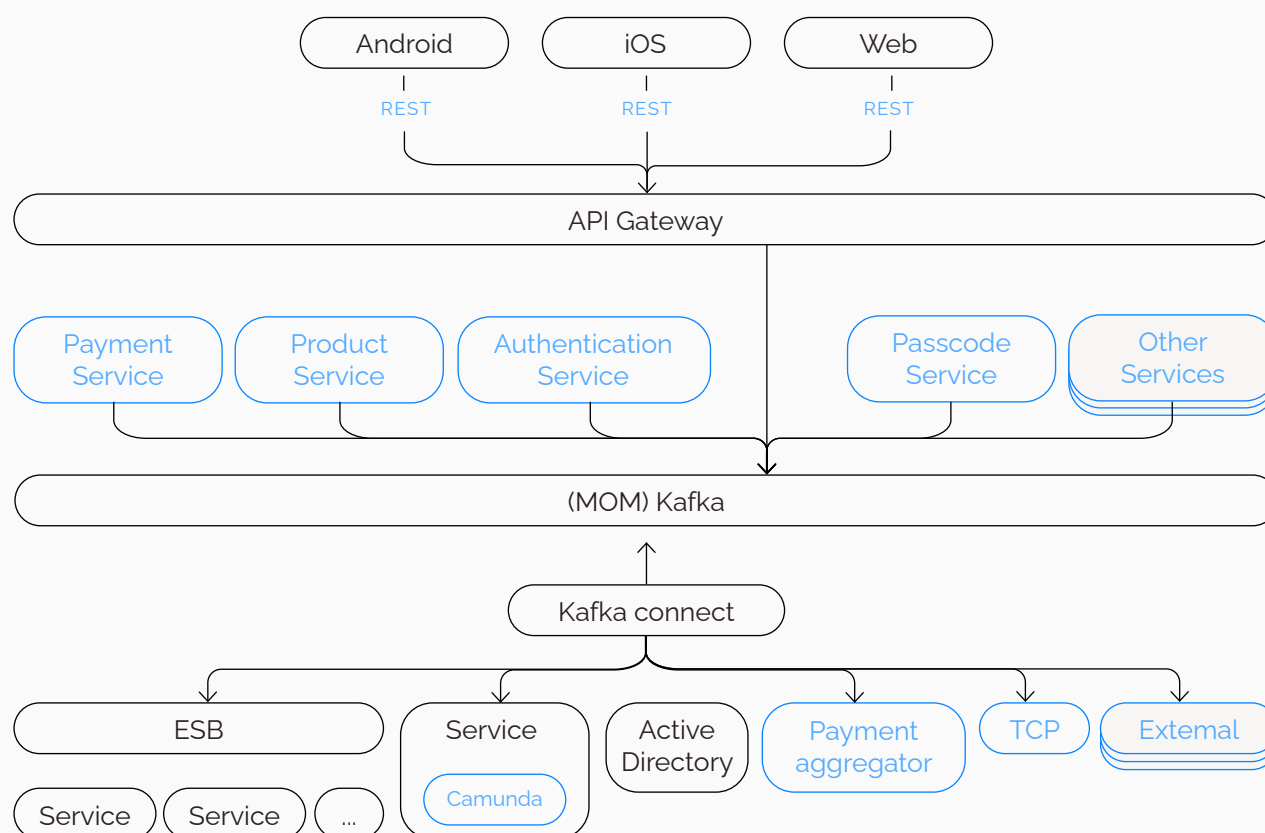 Android
iOS
Web
REST
REST
REST
API Gateway
Payment
Service
Product
Service
Authentication
Service
Passcode
Service
Other
Services
(MOM) Kafka
Kafka connect
ESB
Service
Active
Directory
Payment
aggregator
TCP
External
Camunda
Service
Service
...